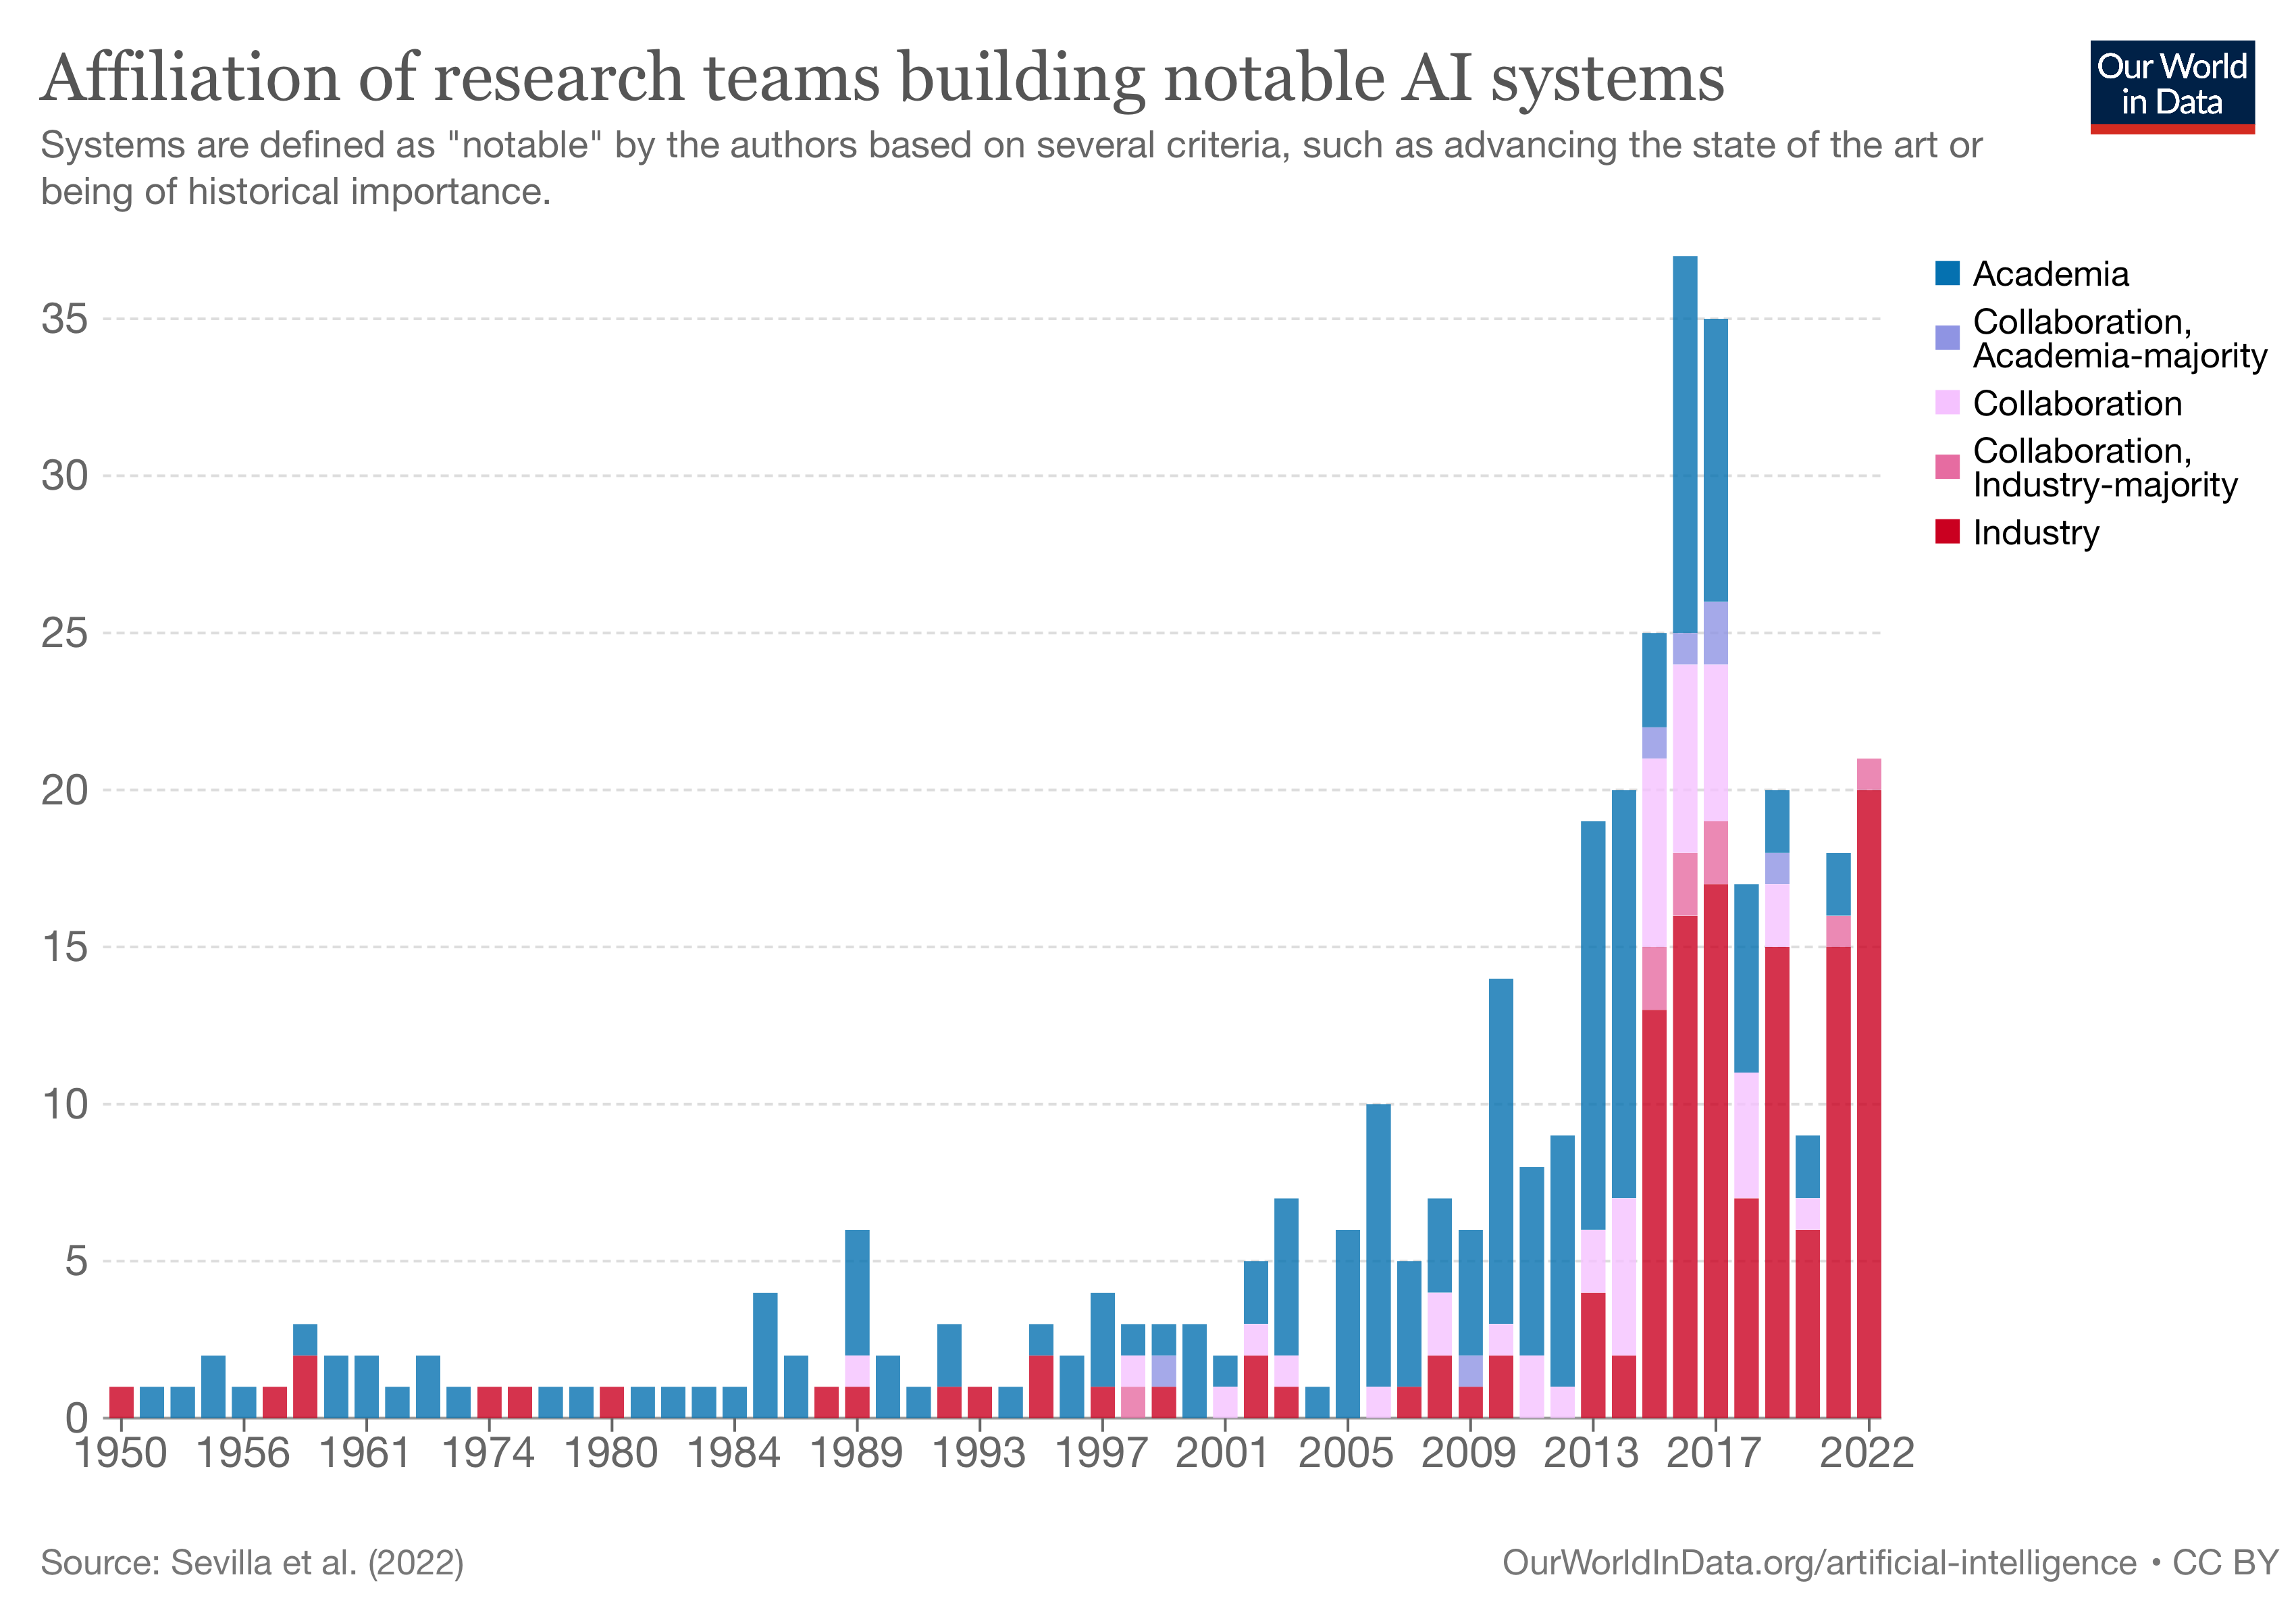 Affiliation of research teams building notable AI systems
Our World
in Data
Systems are defined as "notable" by the authors based on several criteria, such as advancing the state of the art or
being of historical importance.
Academia
Collaboration,
Academia-majority
Collaboration
Collaboration,
Industry-majority
Industry
35
30
25
20
15
10
5
0
1950 1956 1961 1974 1980 1984 1989 1993 1997 2001 2005 2009 2013 2017 2022
Source: Sevilla et al. (2022)
OurWorldInData.org/artificial-intelligence • CC BY